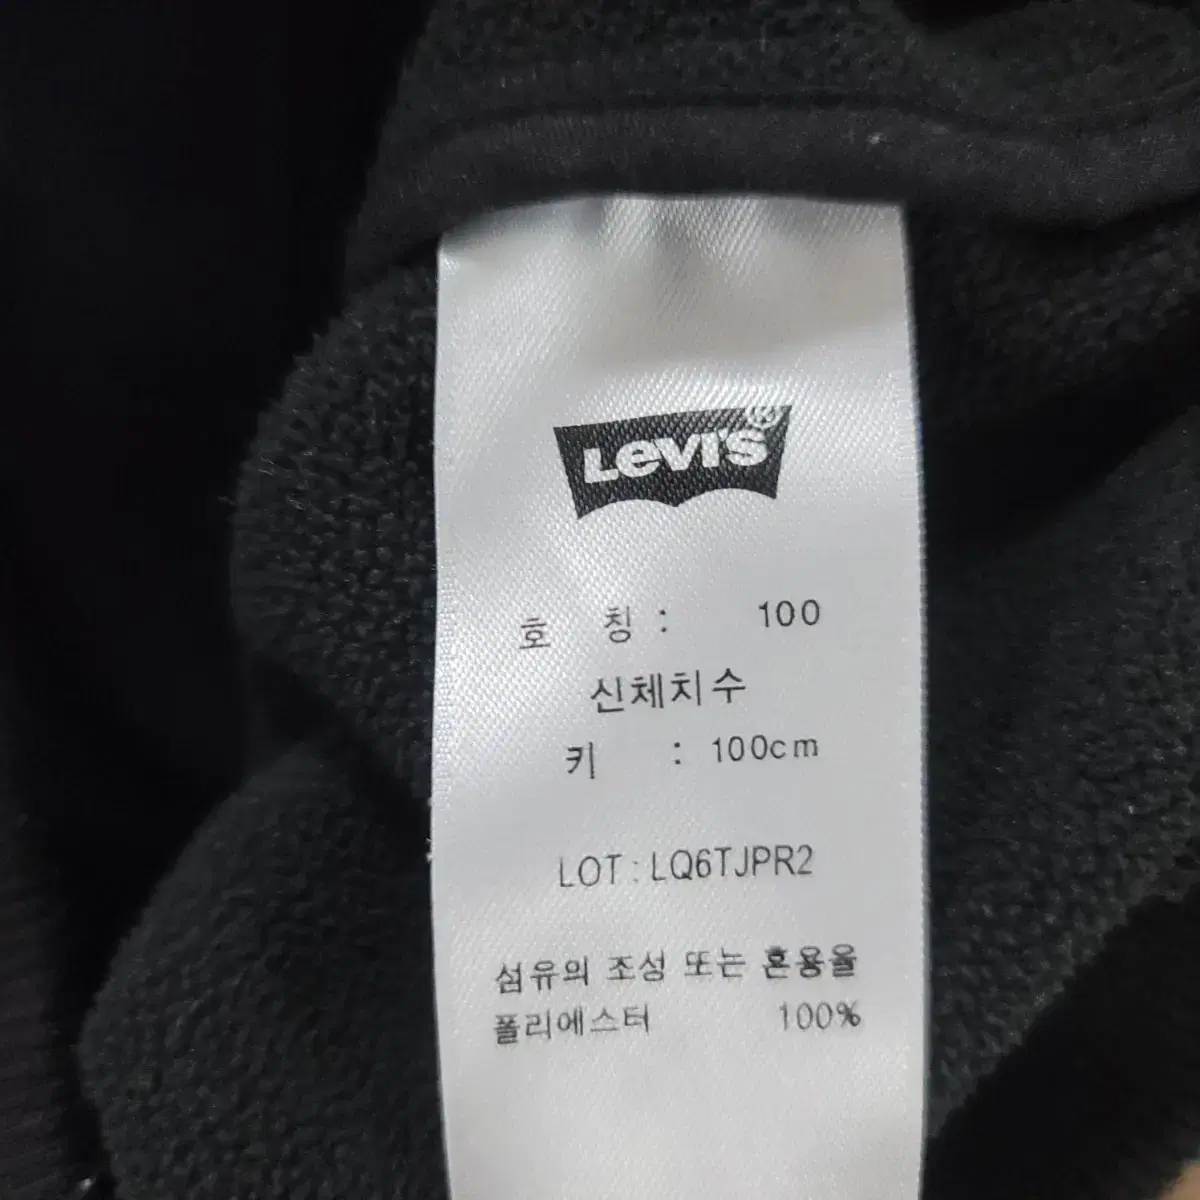 Levi's®
호 칭 : 100
신체치수
키 : 100cm
LOT : LQ6TJPR2
섬유의 조성 또는 혼용율
폴리에스터 100%